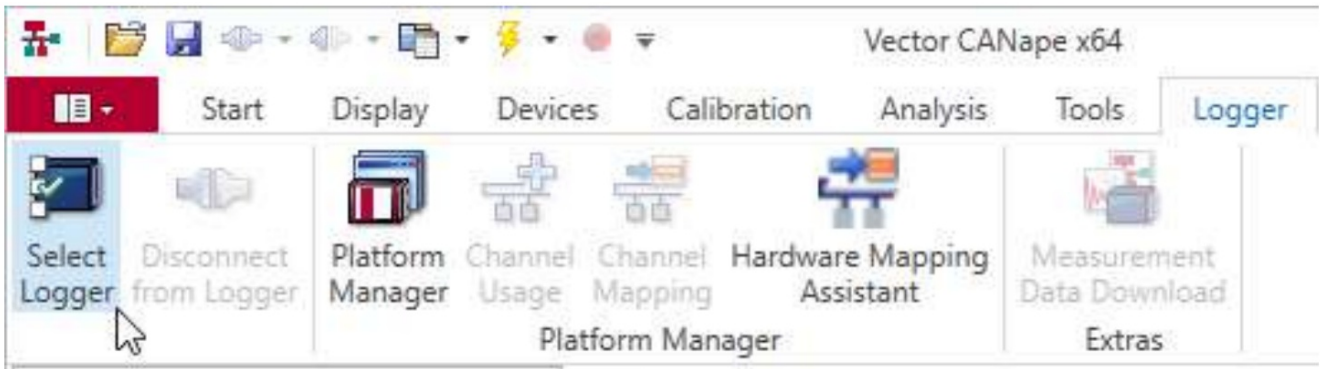 Vector CANape x64
Start Display Devices Calibration Analysis Tools Logger
Select Logger
Disconnect from Logger
Platform Manager
Channel Usage
Channel Mapping
Hardware Mapping Assistant
Measurement Data Download
Platform Manager
Extras